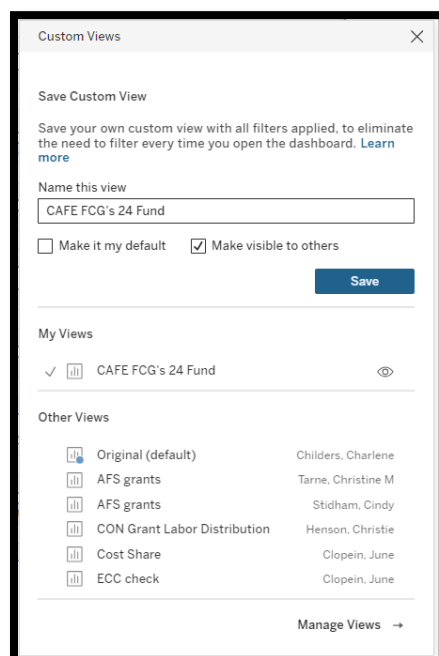 Custom Views
Save Custom View
Save your own custom view with all filters applied, to eliminate
the need to filter every time you open the dashboard. Learn
more
Name this view
CAFE FCG's 24 Fund
Make it my default Make visible to others
Save
My Views
CAFE FCG's 24 Fund
Other Views
Original (default) Childers, Charlene
AFS grants Tarne, Christine M
AFS grants Stidham, Cindy
CON Grant Labor Distribution Henson, Christie
Cost Share Clopein, June
ECC check Clopein, June
Manage Views →